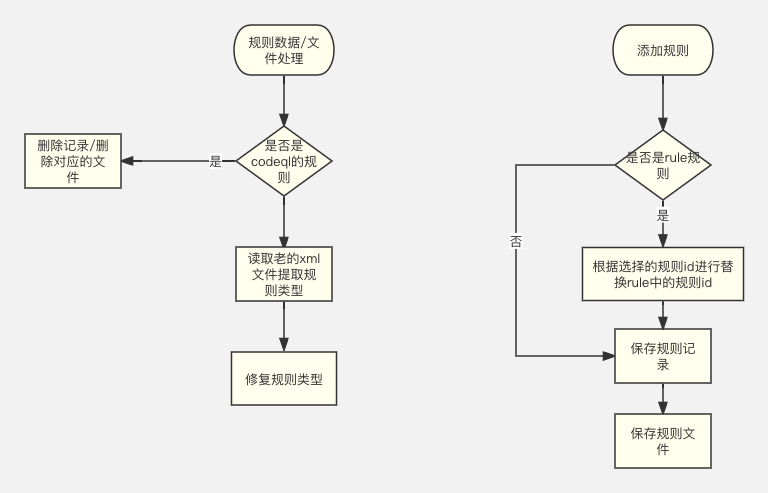 规则数据/文
件处理
是否是
codeql的规
则
是
删除记录/删
除对应的文
件
读取老的xml
文件提取规
则类型
修复规则类型
添加规则
是否是rule规
则
是
否
根据选择的规则id进行替
换rule中的规则id
保存规则记
录
保存规则文
件